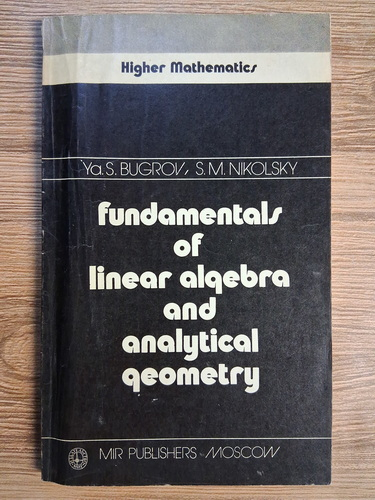 Higher Mathematics
Ya. S. BUGROV, S. M. NIKOLSKY
fundamentals
of
linear algebra
and
analytical
geometry
MIR PUBLISHERS MOSCOW